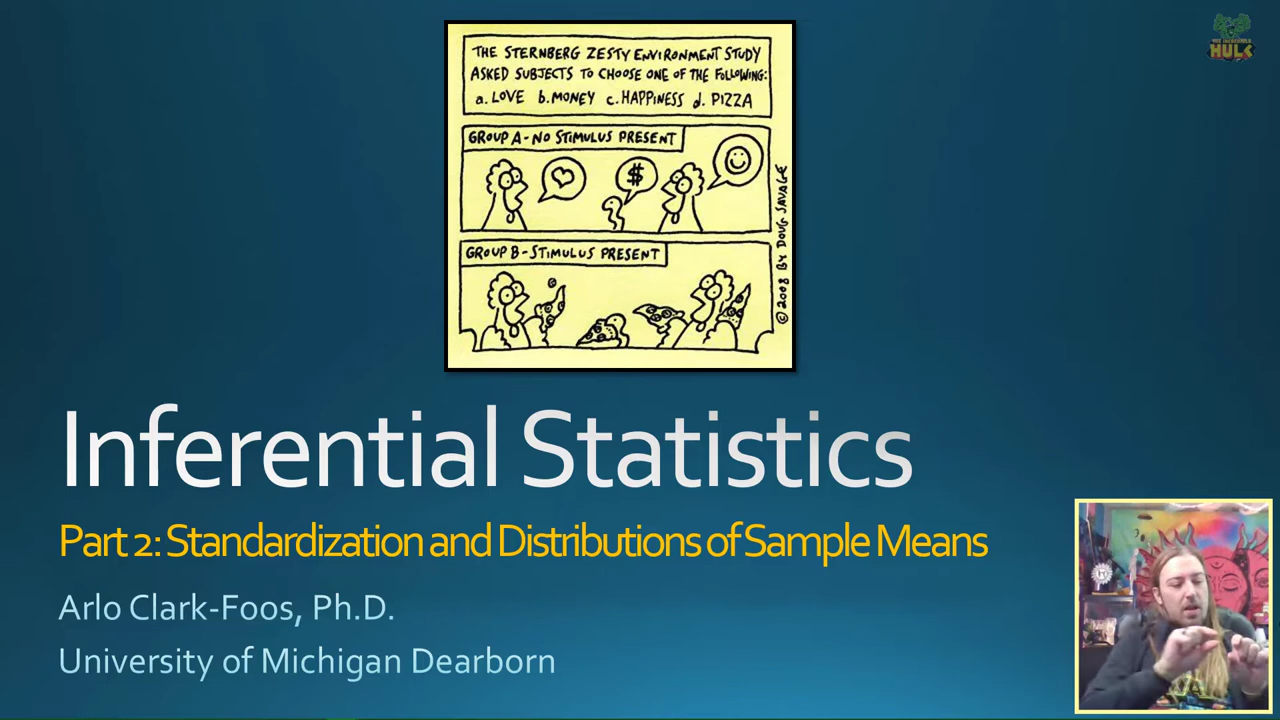 THE STERNBERG ZESTY ENVIRONMENT STUDY
ASKED SUBJECTS TO CHOOSE ONE OF THE FOLLOWING:
a. LOVE b. MONEY c. HAPPINESS d. PIZZA
GROUP A - NO STIMULUS PRESENT
$
GROUP B - STIMULUS PRESENT
© 2008 BY DOUG SAVAGE
THE INCREDIBLE
HULK
Inferential Statistics
Part 2: Standardization and Distributions of Sample Means
Arlo Clark-Foos, Ph.D.
University of Michigan Dearborn